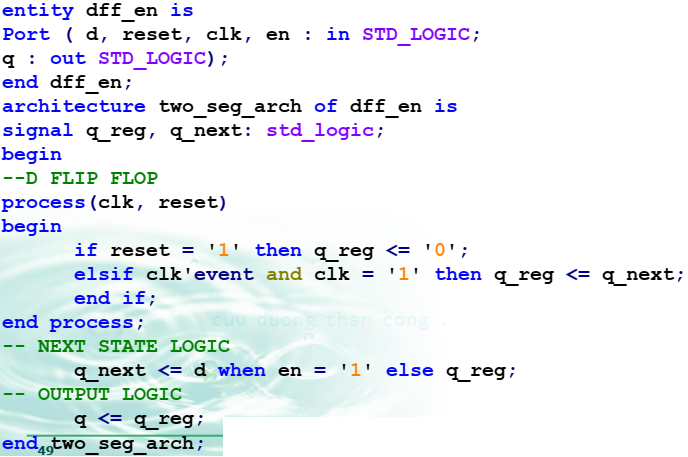 entity dff_en is
Port ( d, reset, clk, en : in STD_LOGIC;
q : out STD_LOGIC);
end dff_en;
architecture two_seg_arch of dff_en is
signal q_reg, q_next: std_logic;
begin
--D FLIP FLOP
process(clk, reset)
begin
if reset = '1' then q_reg <= '0';
elsif clk'event and clk = '1' then q_reg <= q_next;
end if;
end process;
cuu duong than cong .
-- NEXT STATE LOGIC
q_next <= d when en = '1' else q_reg;
-- OUTPUT LOGIC
q <= q_reg;
end two_seg_arch;
49